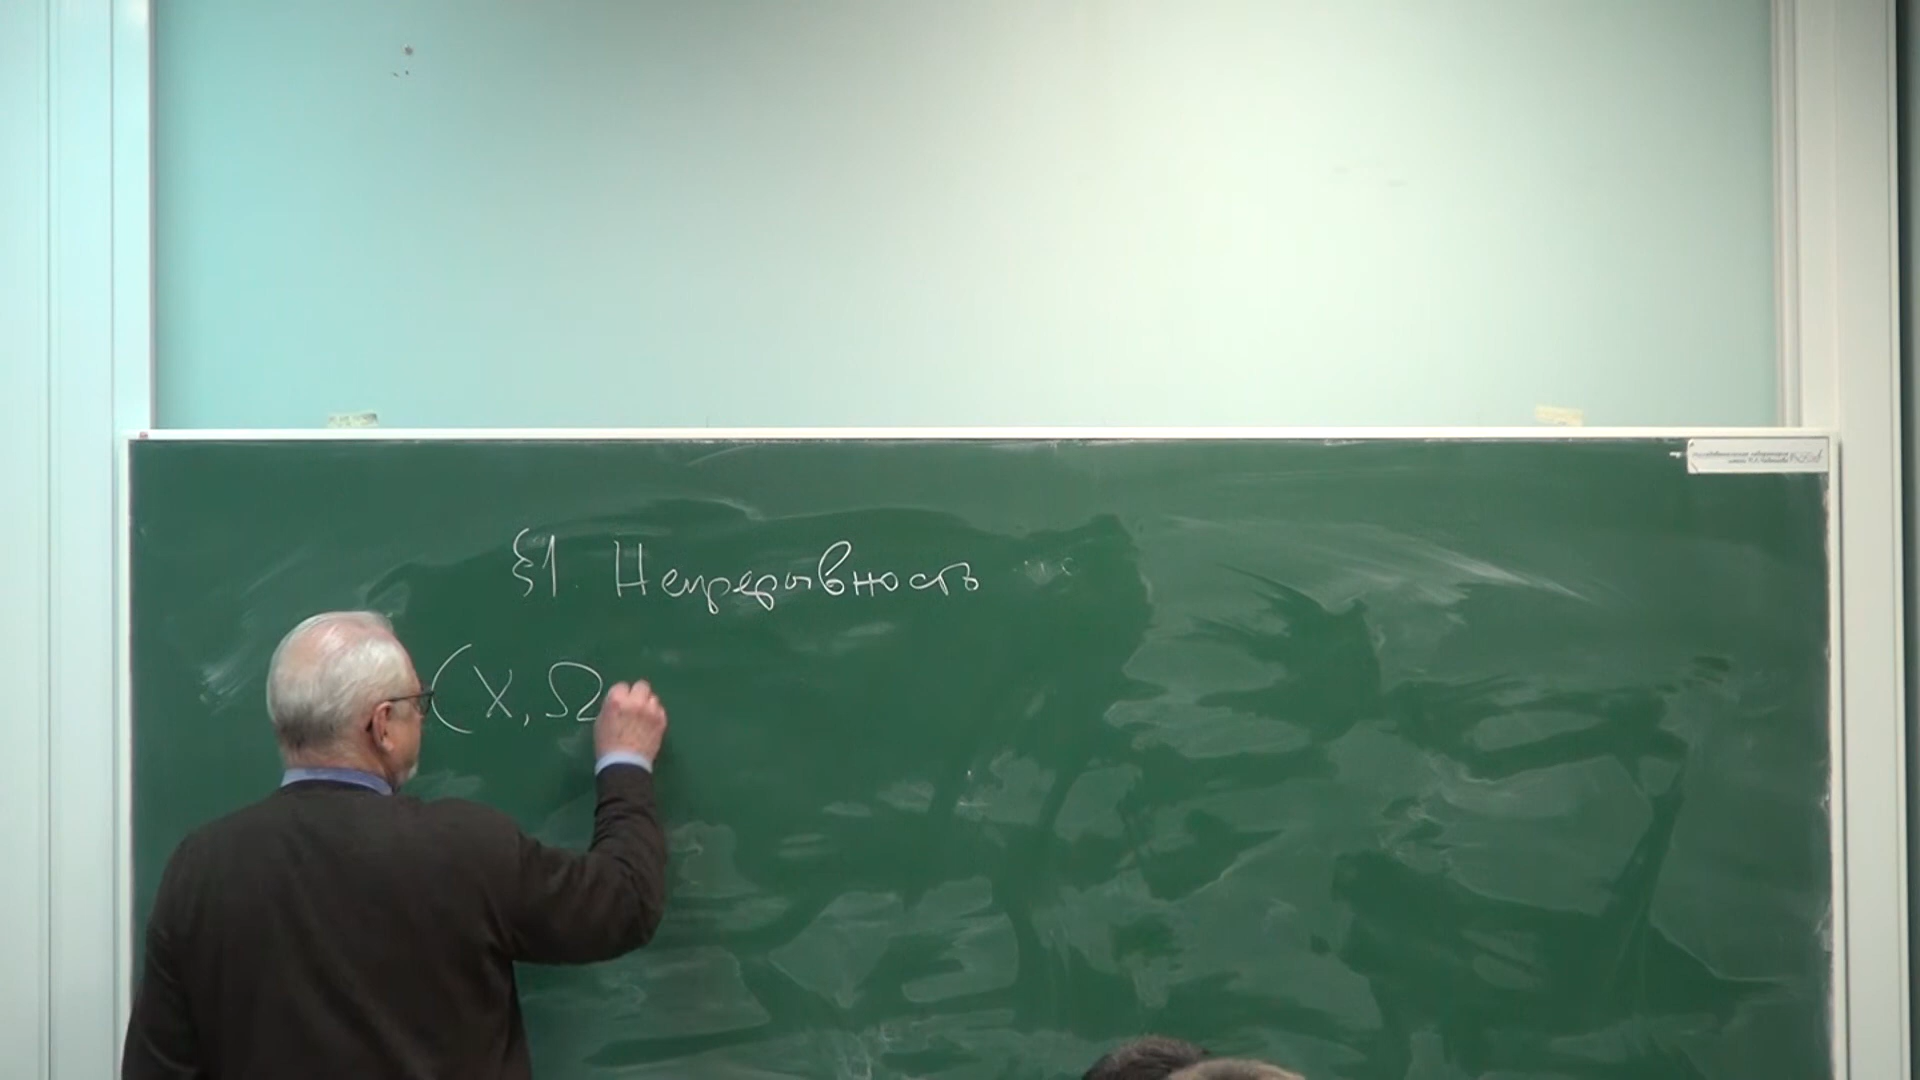 §1. Непрерывность
(X, Ω